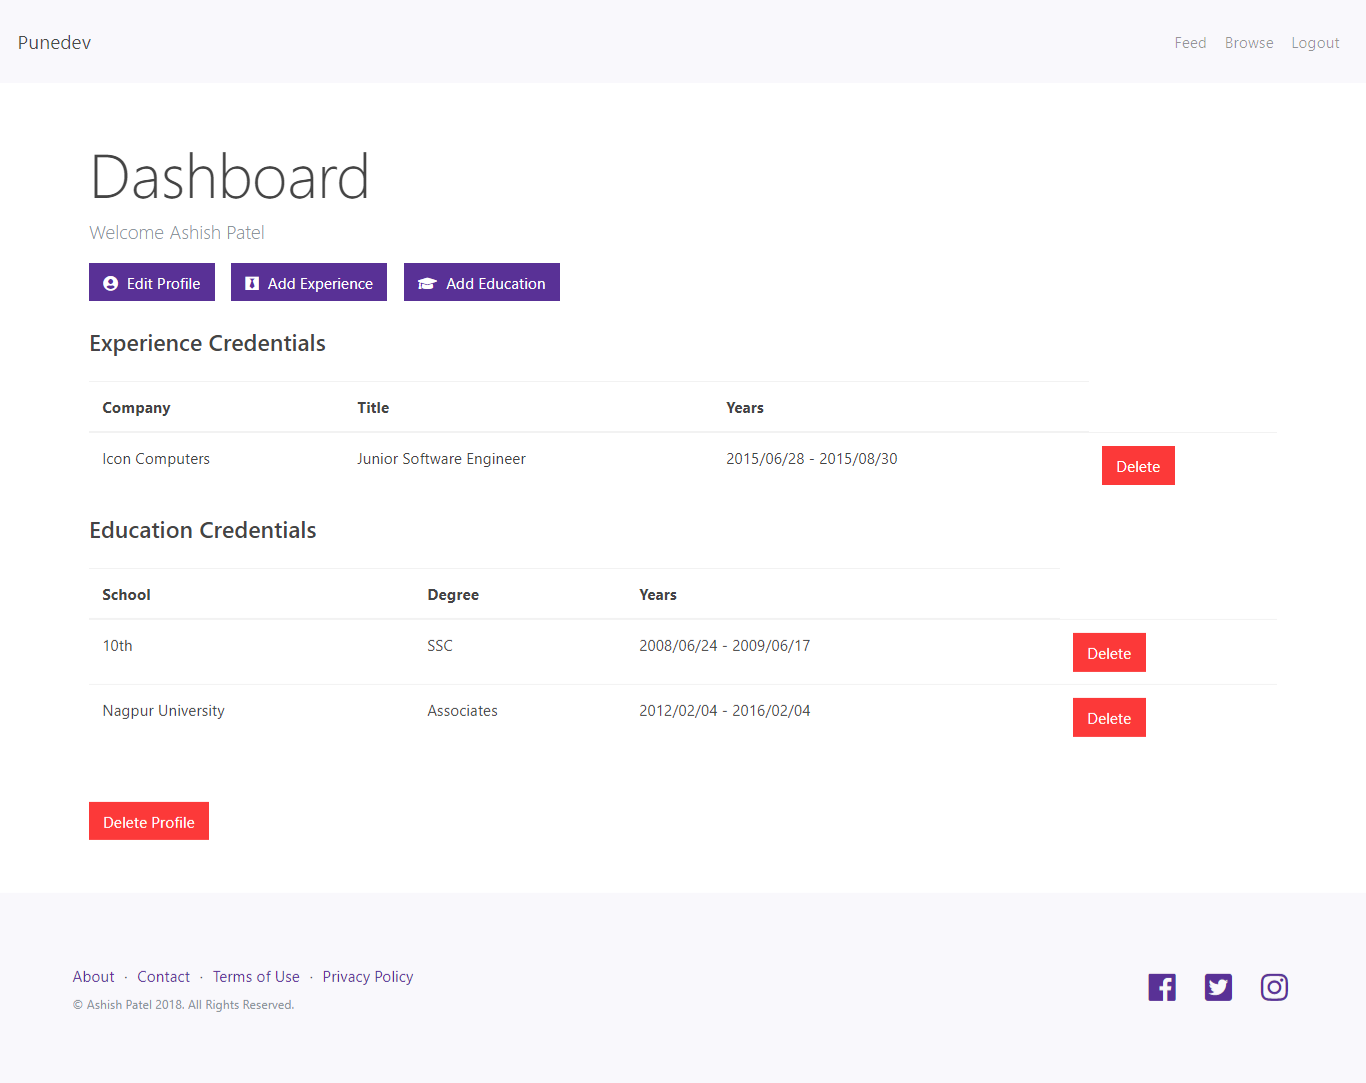 Punedev Feed Browse Logout
Dashboard
Welcome Ashish Patel
Edit Profile Add Experience Add Education
Experience Credentials
Company Title Years
Icon Computers Junior Software Engineer 2015/06/28 - 2015/08/30 Delete
Education Credentials
School Degree Years
10th SSC 2008/06/24 - 2009/06/17 Delete
Nagpur University Associates 2012/02/04 - 2016/02/04 Delete
Delete Profile
About · Contact · Terms of Use · Privacy Policy
© Ashish Patel 2018. All Rights Reserved.